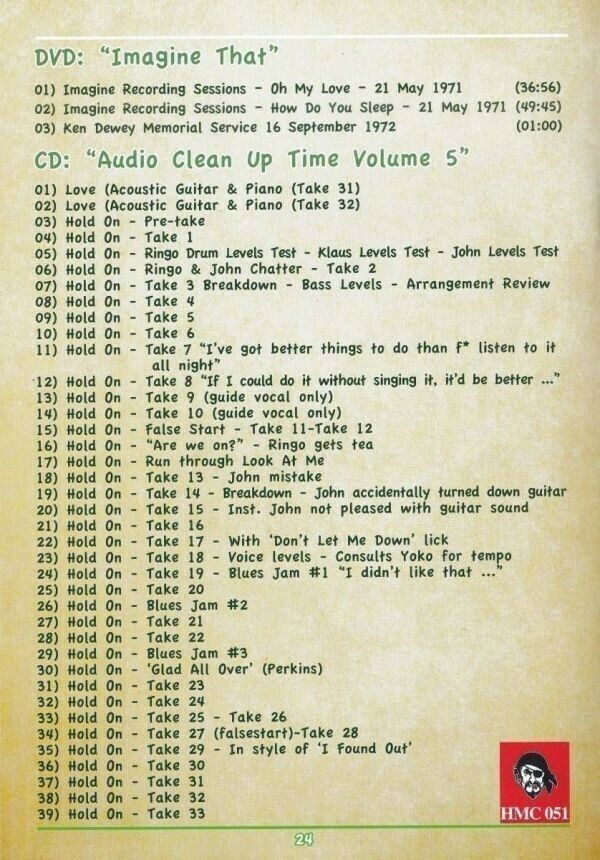 DVD: "Imagine That"
01) Imagine Recording Sessions - Oh My Love - 21 May 1971 (36:56)
02) Imagine Recording Sessions - How Do You Sleep - 21 May 1971 (49:45)
03) Ken Dewey Memorial Service 16 September 1972 (01:00)
CD: "Audio Clean Up Time Volume 5"
01) Love (Acoustic Guitar & Piano (Take 31)
02) Love (Acoustic Guitar & Piano (Take 32)
03) Hold On - Pre-take
04) Hold On - Take 1
05) Hold On - Ringo Drum Levels Test - Klaus Levels Test - John Levels Test
06) Hold On - Ringo & John Chatter - Take 2
07) Hold On - Take 3 Breakdown - Bass Levels - Arrangement Review
08) Hold On - Take 4
09) Hold On - Take 5
10) Hold On - Take 6
11) Hold On - Take 7 "I've got better things to do than f* listen to it
all night"
12) Hold On - Take 8 "If I could do it without singing it, it'd be better ..."
13) Hold On - Take 9 (guide vocal only)
14) Hold On - Take 10 (guide vocal only)
15) Hold On - False Start - Take 11-Take 12
16) Hold On - "Are we on?" - Ringo gets tea
17) Hold On - Run through Look At Me
18) Hold On - Take 13 - John mistake
19) Hold On - Take 14 - Breakdown - John accidentally turned down guitar
20) Hold On - Take 15 - Inst. John not pleased with guitar sound
21) Hold On - Take 16
22) Hold On - Take 17 - With 'Don't Let Me Down' lick
23) Hold On - Take 18 - Voice levels - Consults Yoko for tempo
24) Hold On - Take 19 - Blues Jam #1 "I didn't like that ..."
25) Hold On - Take 20
26) Hold On - Blues Jam #2
27) Hold On - Take 21
28) Hold On - Take 22
29) Hold On - Blues Jam #3
30) Hold On - 'Glad All Over' (Perkins)
31) Hold On - Take 23
32) Hold On - Take 24
33) Hold On - Take 25 - Take 26
34) Hold On - Take 27 (falsestart)-Take 28
35) Hold On - Take 29 - In style of 'I Found Out'
36) Hold On - Take 30
37) Hold On - Take 31
38) Hold On - Take 32
39) Hold On - Take 33
HMC 051
24